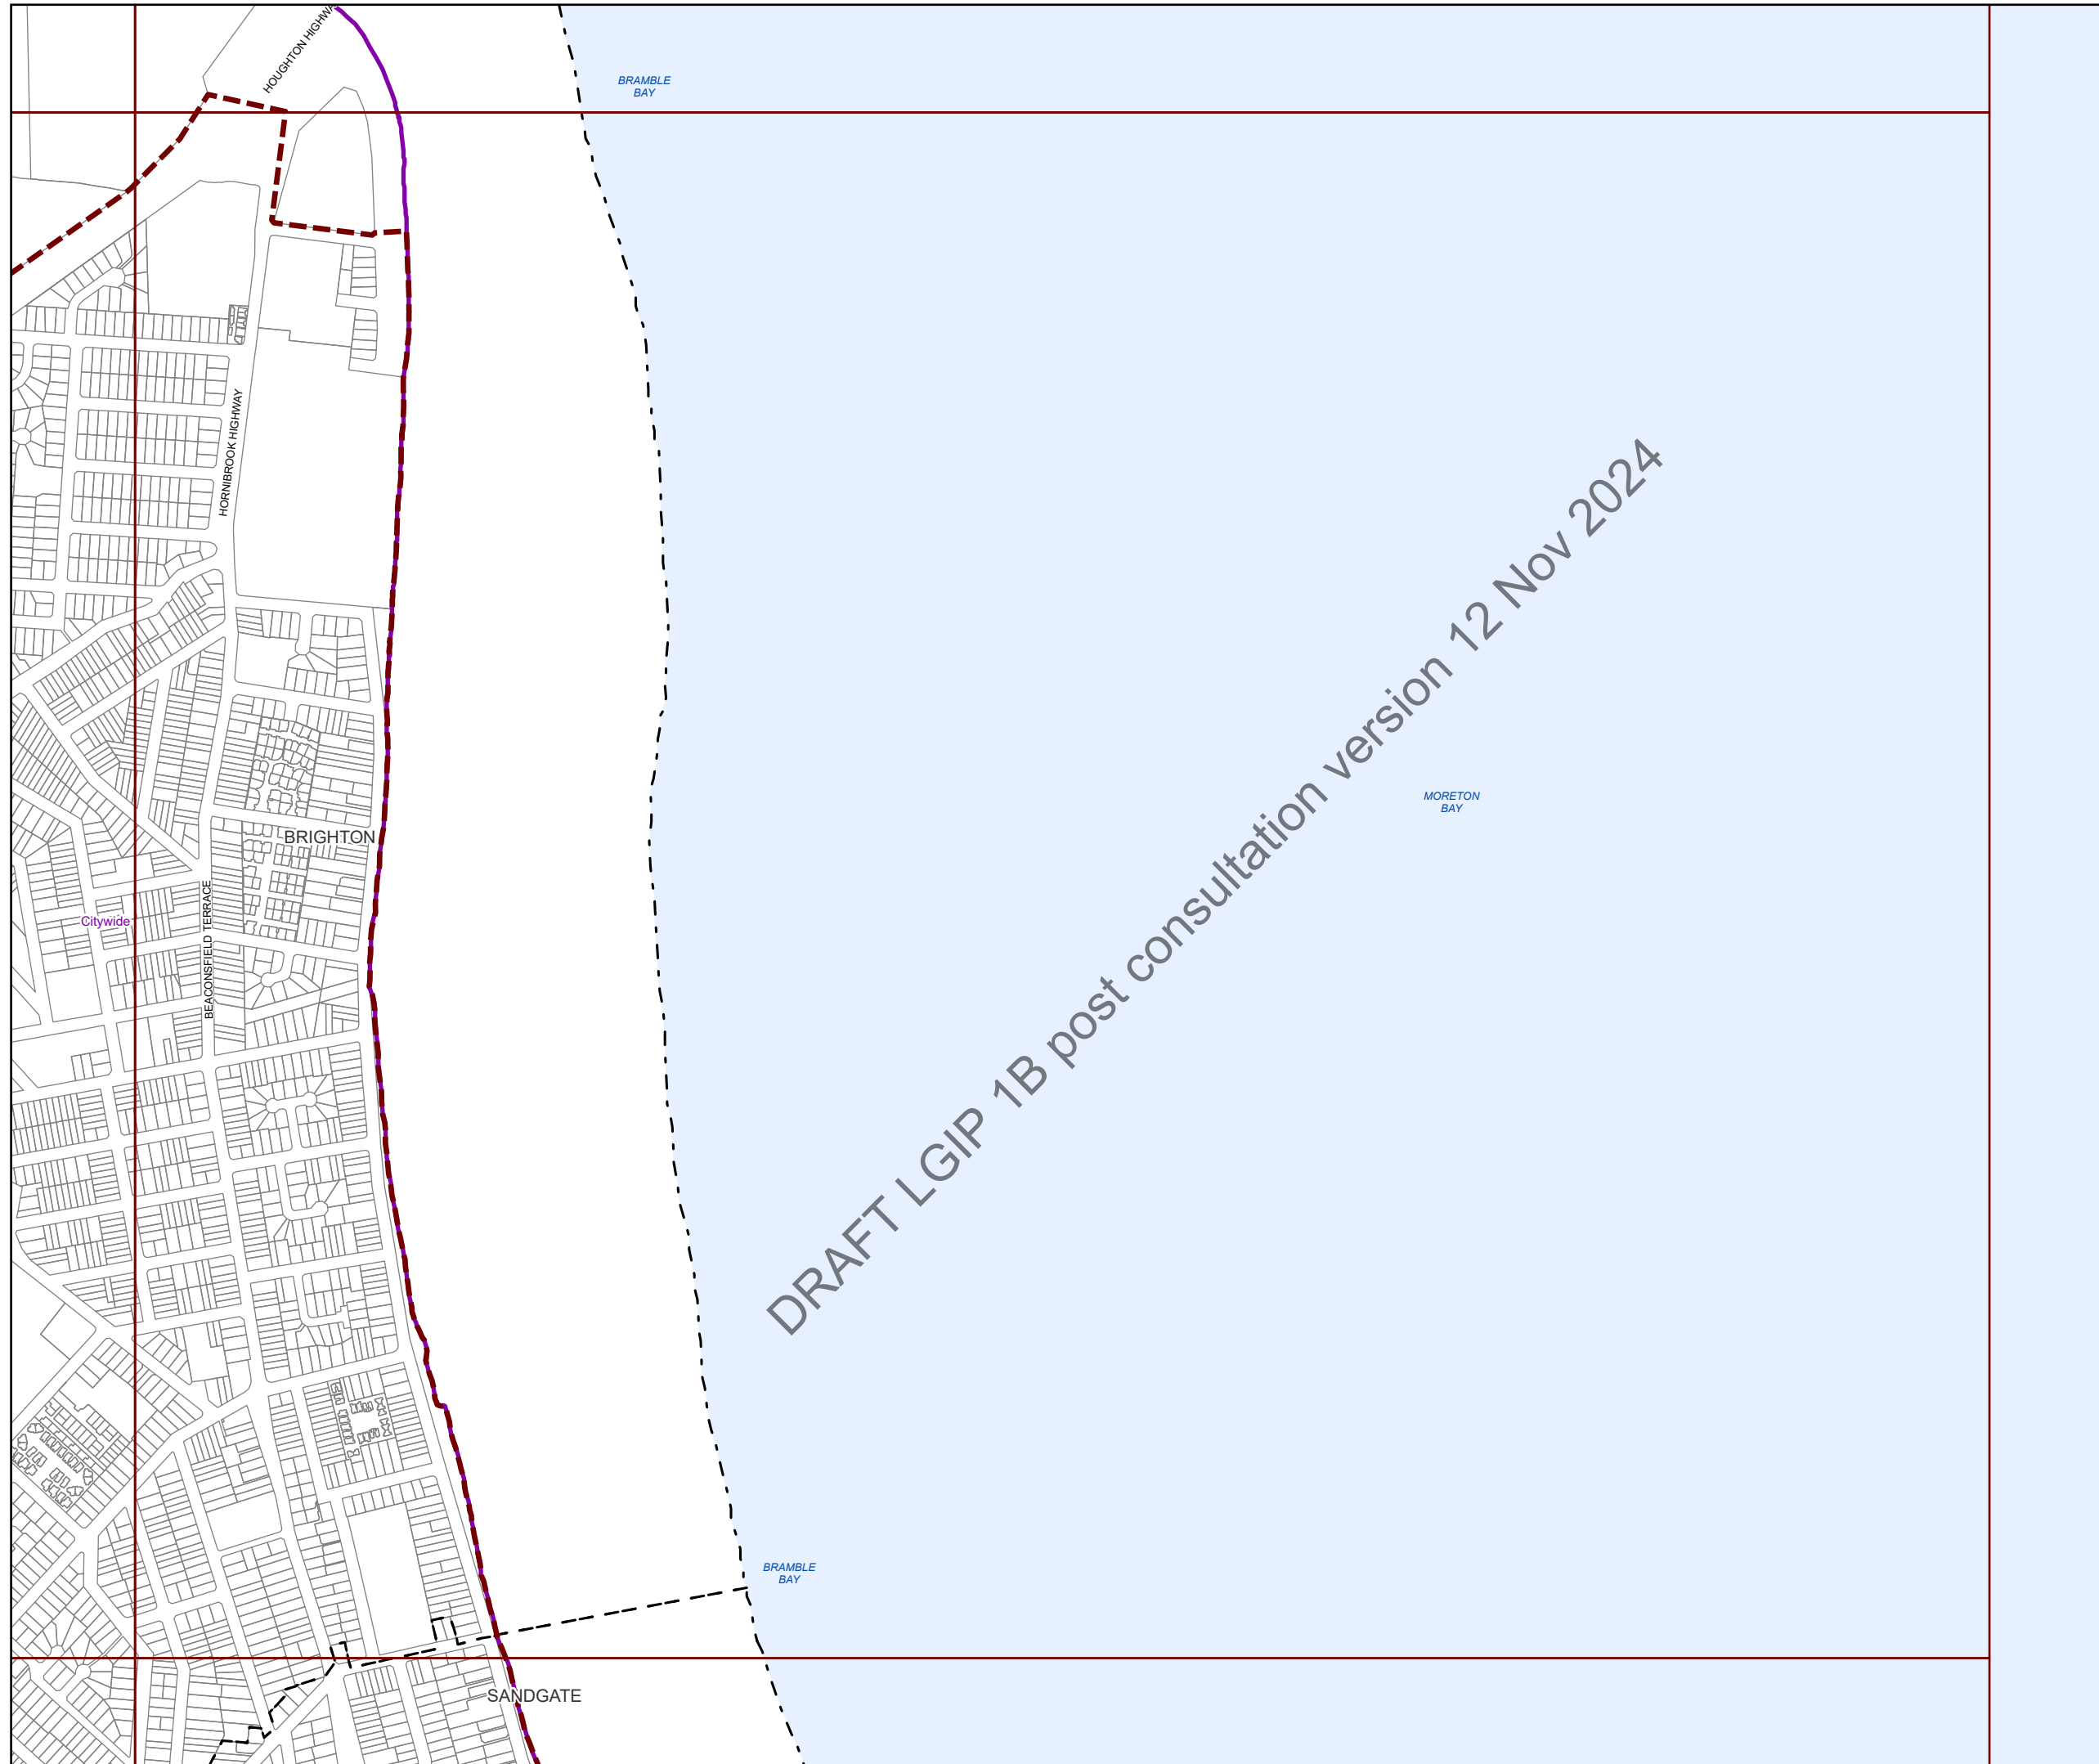 HOUGHTON HIGHWA
BRAMBLE
BAY
HORNIBROOK HIGHWAY
DRAFT LGIP 1B post consultation version 12 Nov 2024
MORETON
BAY
BRIGHTON
Citywide
BEACONSFIELD TERRACE
BRAMBLE
BAY
SANDGATE